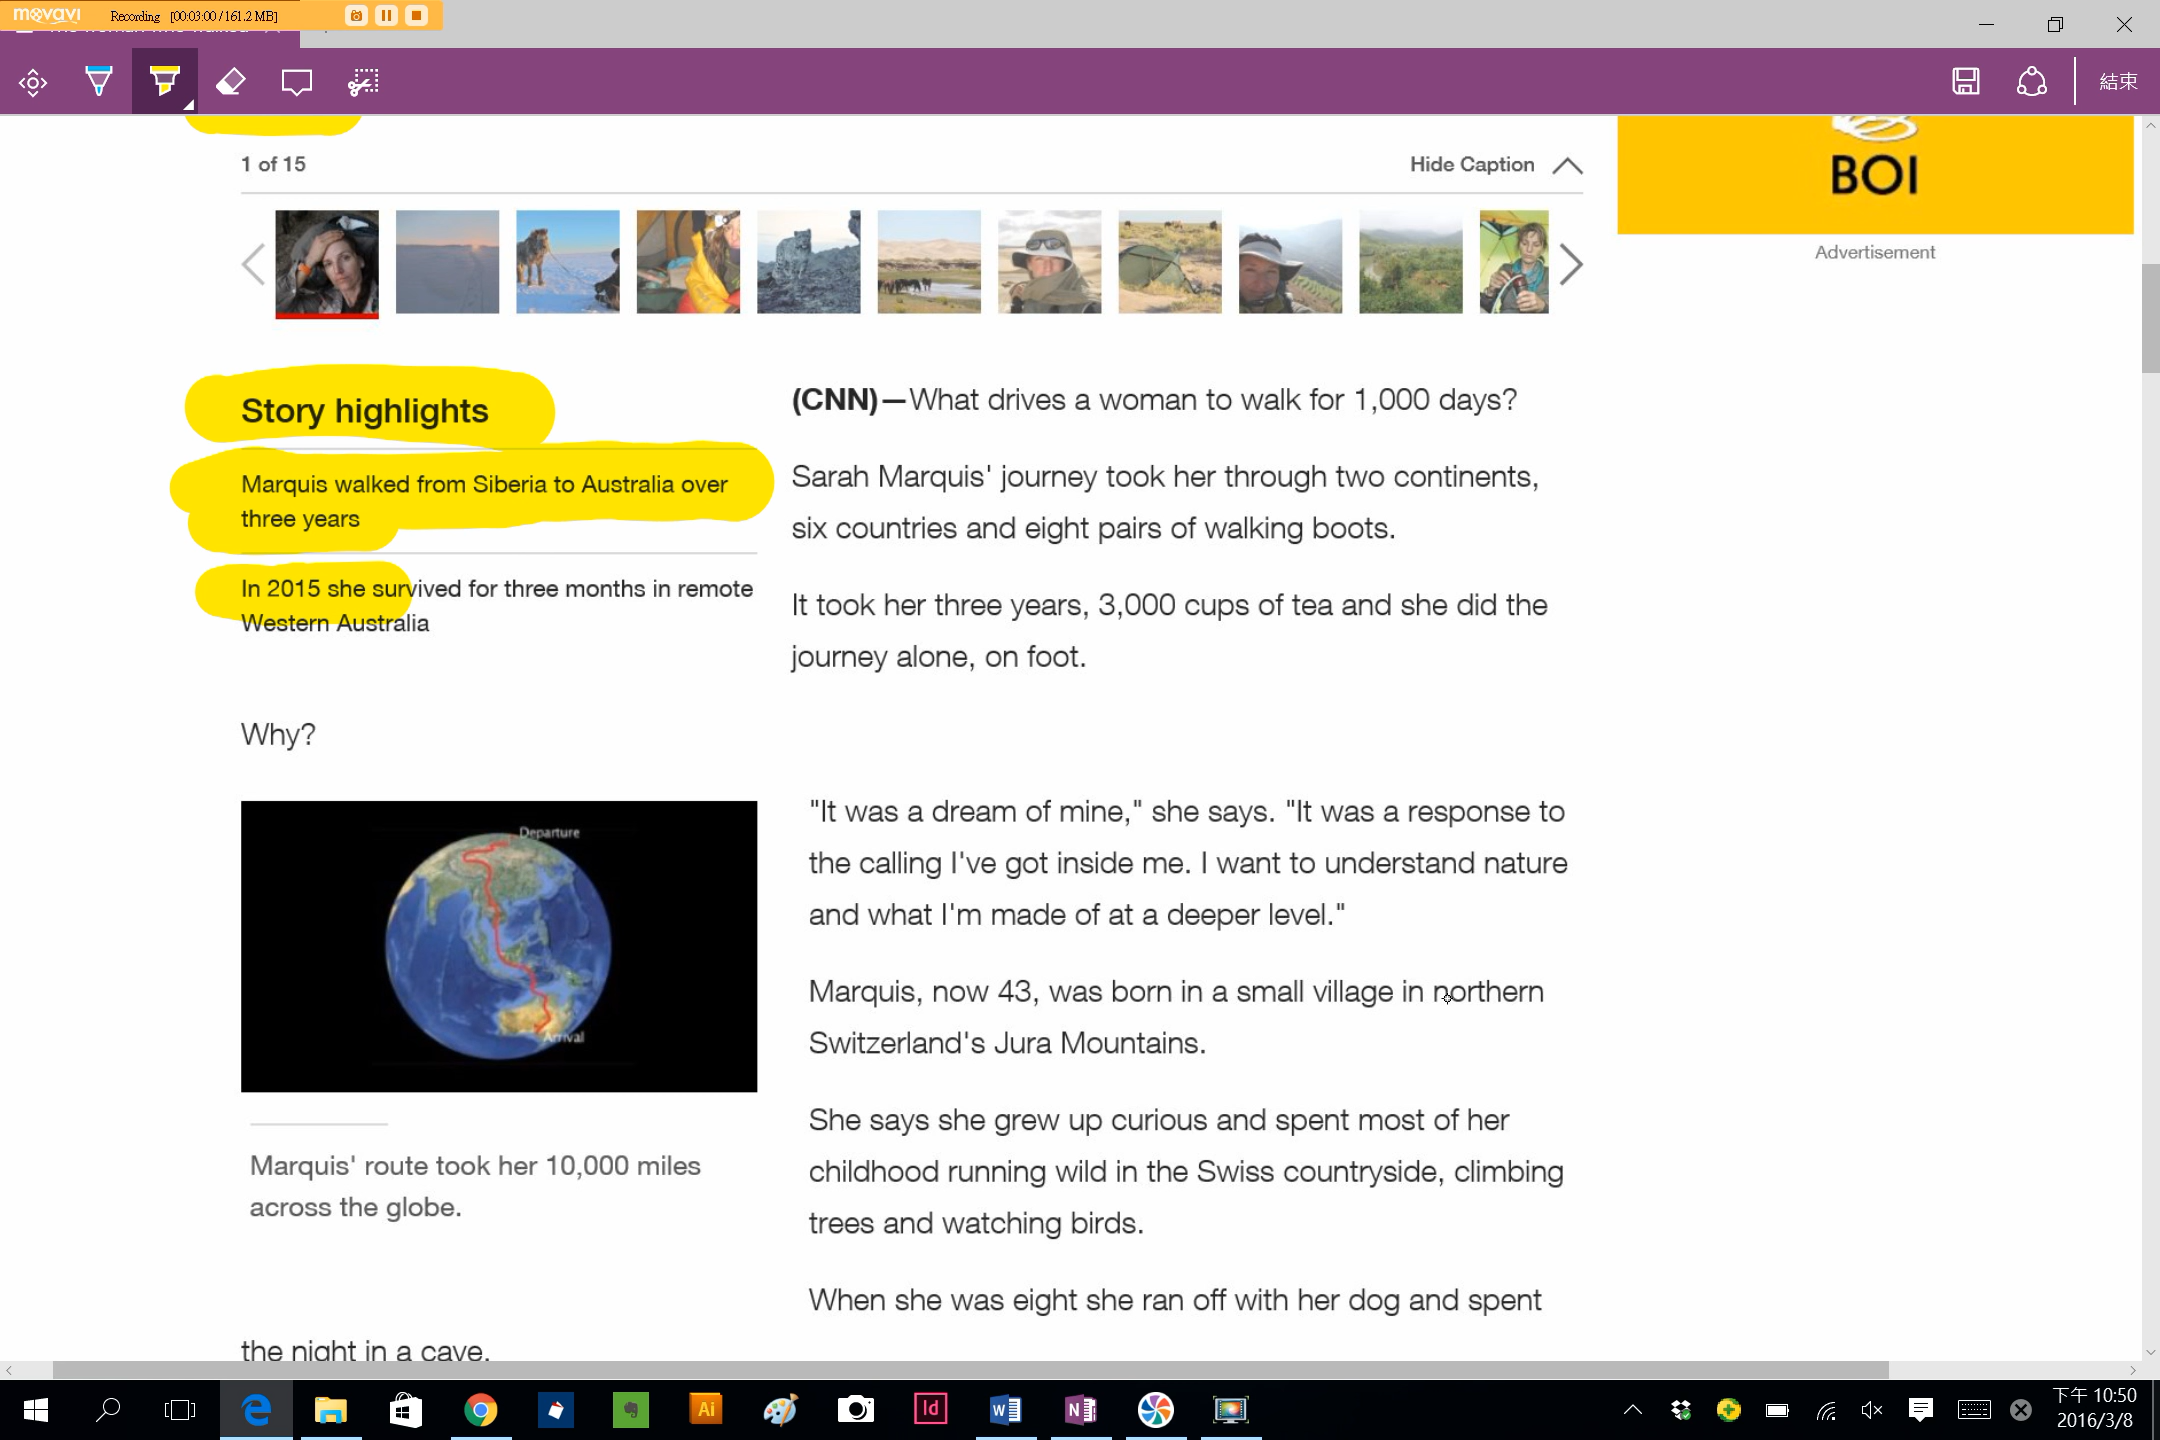 movavi Recording [00:03:00 / 161.2 MB]
結束
1 of 15
Hide Caption
BOI
Advertisement
Story highlights
Marquis walked from Siberia to Australia over
three years
In 2015 she survived for three months in remote
Western Australia
(CNN)—What drives a woman to walk for 1,000 days?
Sarah Marquis' journey took her through two continents,
six countries and eight pairs of walking boots.
It took her three years, 3,000 cups of tea and she did the
journey alone, on foot.
Why?
Departure
Arrival
Marquis' route took her 10,000 miles
across the globe.
"It was a dream of mine," she says. "It was a response to
the calling I've got inside me. I want to understand nature
and what I'm made of at a deeper level."
Marquis, now 43, was born in a small village in northern
Switzerland's Jura Mountains.
She says she grew up curious and spent most of her
childhood running wild in the Swiss countryside, climbing
trees and watching birds.
When she was eight she ran off with her dog and spent
the night in a cave.
Ai
Id
W
N
下午 10:50
2016/3/8